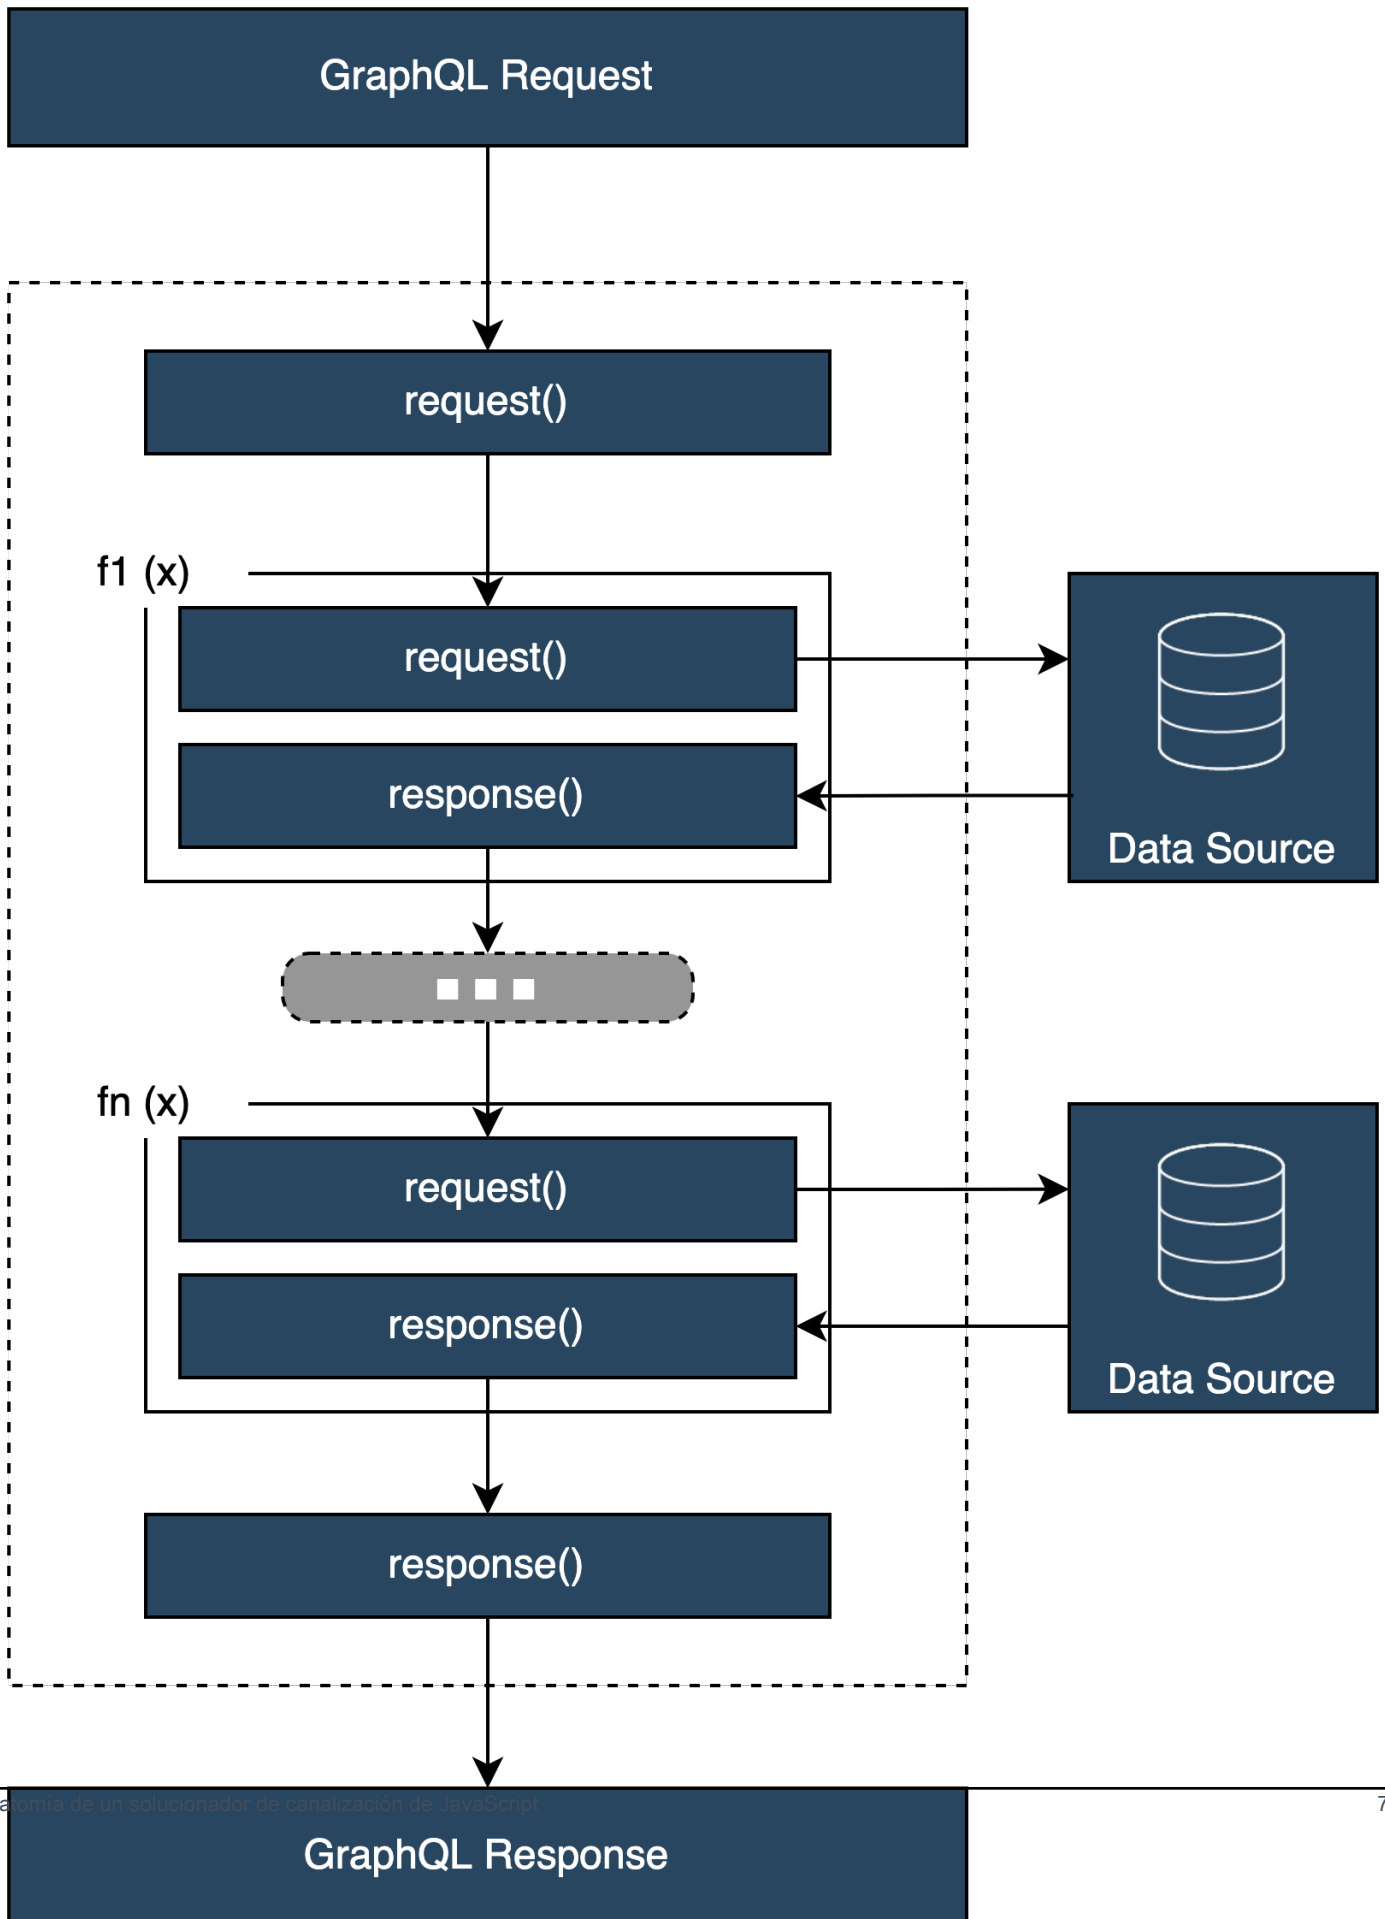 GraphQL Request
request()
f1 (x)
request()
response()
Data Source
fn (x)
request()
response()
Data Source
response()
atomía de un solucionador de canalización de JavaScript
7
GraphQL Response